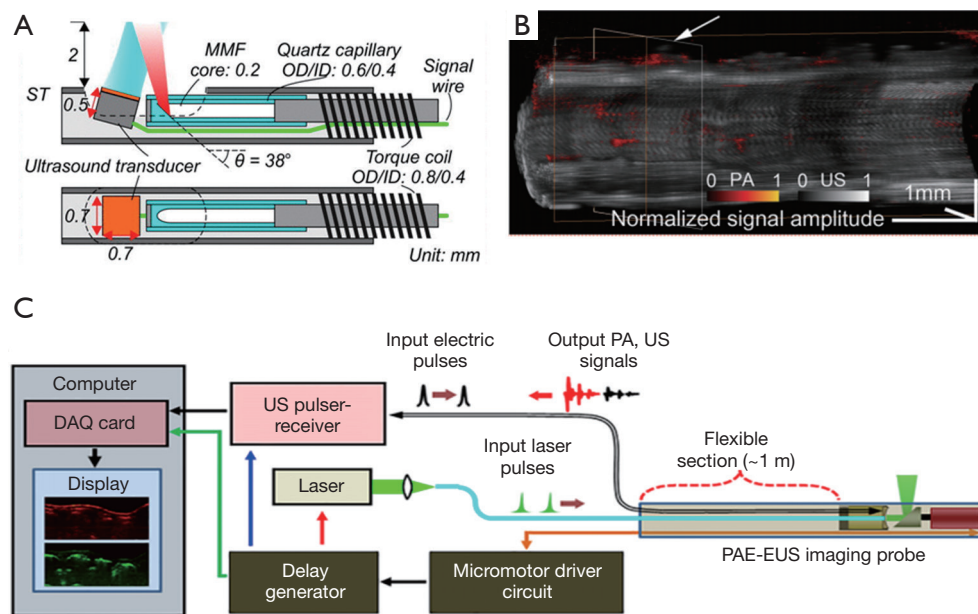 A
2
ST
0.5
MMF
core: 0.2
Quartz capillary
OD/ID: 0.6/0.4
Signal
wire
θ = 38°
Ultrasound transducer
Torque coil
OD/ID: 0.8/0.4
0.7
0.7
Unit: mm
B
0 PA 1
0 US 1
1mm
Normalized signal amplitude
C
Computer
DAQ card
Display
US pulser-
receiver
Input electric
pulses
Output PA, US
signals
Laser
Input laser
pulses
Flexible
section (~1 m)
Delay
generator
Micromotor driver
circuit
PAE-EUS imaging probe